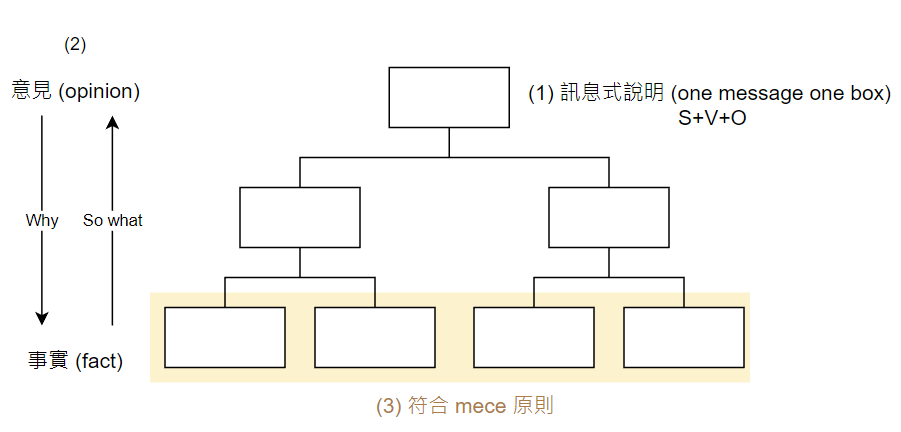 (2)
意見 (opinion)
(1) 訊息式說明 (one message one box)
S+V+O
Why
So what
事實 (fact)
(3) 符合 mece 原則